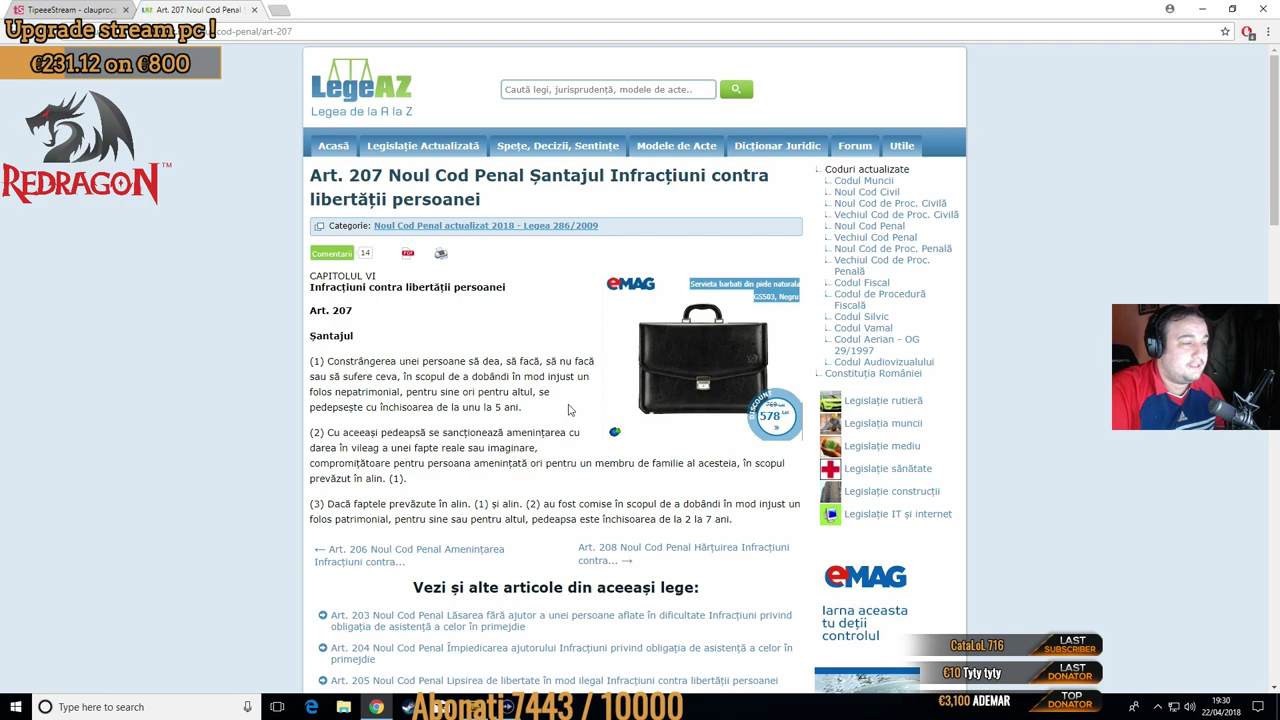 TipeeeStream - clauproc
Art. 207 Noul Cod Penal
Upgrade stream pc !
cod-penal/art-207
€231.12 on €800
REDRAGON
LegeAZ
Legea de la A la Z
Caută legi, jurisprudență, modele de acte..
Acasă
Legislație Actualizată
Spețe, Decizii, Sentințe
Modele de Acte
Dicționar Juridic
Forum
Utile
Art. 207 Noul Cod Penal Șantajul Infracțiuni contra
libertății persoanei
Categorie: Noul Cod Penal actualizat 2018 - Legea 286/2009
Comentarii 14
PDF
CAPITOLUL VI
Infracțiuni contra libertății persoanei
Art. 207
Șantajul
(1) Constrângerea unei persoane să dea, să facă, să nu facă
sau să sufere ceva, în scopul de a dobândi în mod injust un
folos nepatrimonial, pentru sine ori pentru altul, se
pedepsește cu închisoarea de la unu la 5 ani.
(2) Cu aceeași pedeapsă se sancționează amenințarea cu
darea în vileag a unei fapte reale sau imaginare,
compromițătoare pentru persoana amenințată ori pentru un membru de familie al acesteia, în scopul
prevăzut în alin. (1).
(3) Dacă faptele prevăzute în alin. (1) și alin. (2) au fost comise în scopul de a dobândi în mod injust un
folos patrimonial, pentru sine sau pentru altul, pedeapsa este închisoarea de la 2 la 7 ani.
eMAG
Servieta barbati din piele naturala
GS503, Negru
DISCOUNT
769 Lei
578 Lei
»
← Art. 206 Noul Cod Penal Amenințarea
Infracțiuni contra...
Art. 208 Noul Cod Penal Hărțuirea Infracțiuni
contra... →
Vezi și alte articole din aceeași lege:
Art. 203 Noul Cod Penal Lăsarea fără ajutor a unei persoane aflate în dificultate Infracțiuni privind
obligația de asistență a celor în primejdie
Art. 204 Noul Cod Penal Împiedicarea ajutorului Infracțiuni privind obligația de asistență a celor în
primejdie
Art. 205 Noul Cod Penal Lipsirea de libertate în mod ilegal Infracțiuni contra libertății persoanei
Coduri actualizate
Codul Muncii
Noul Cod Civil
Noul Cod de Proc. Civilă
Vechiul Cod de Proc. Civilă
Noul Cod Penal
Vechiul Cod Penal
Noul Cod de Proc. Penală
Vechiul Cod de Proc.
Penală
Codul Fiscal
Codul de Procedură
Fiscală
Codul Silvic
Codul Vamal
Codul Aerian - OG
29/1997
Codul Audiovizualului
Constituția României
Legislație rutieră
Legislația muncii
Legislație mediu
Legislație sănătate
Legislație construcții
Legislație IT și internet
eMAG
Iarna aceasta
tu deții
controlul
CataLoL 716
LAST
SUBSCRIBER
€10 Tyty tyty
LAST
DONATOR
€3,100 ADEMAR
TOP
DONATOR
Abonati 7443 / 10000
Type here to search
19:30
22/04/2018